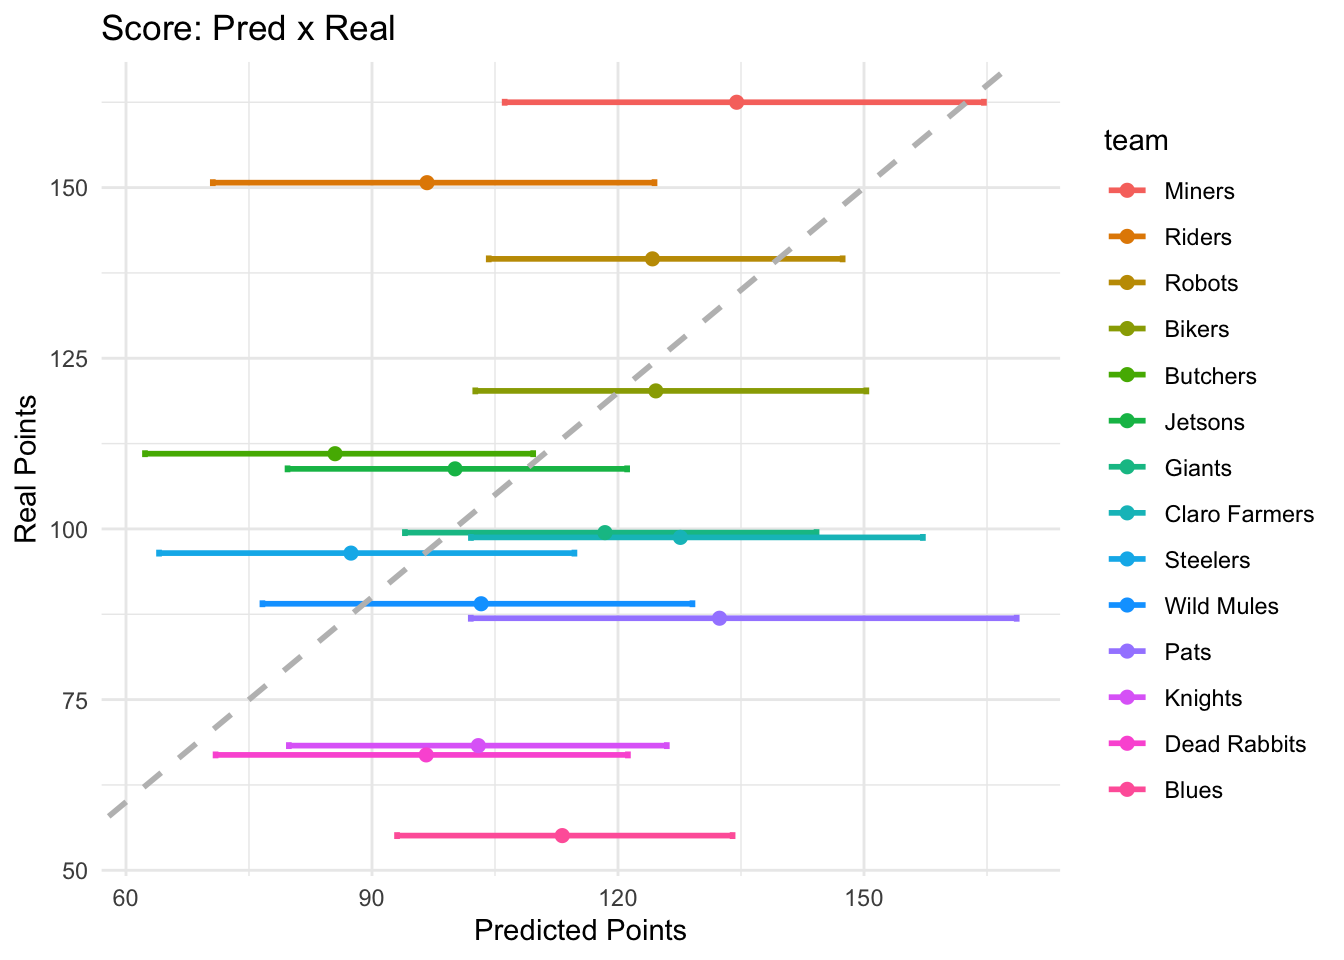 Score: Pred x Real
Real Points
150
125
100
75
50
60 90 120 150
Predicted Points
team
Miners
Riders
Robots
Bikers
Butchers
Jetsons
Giants
Claro Farmers
Steelers
Wild Mules
Pats
Knights
Dead Rabbits
Blues